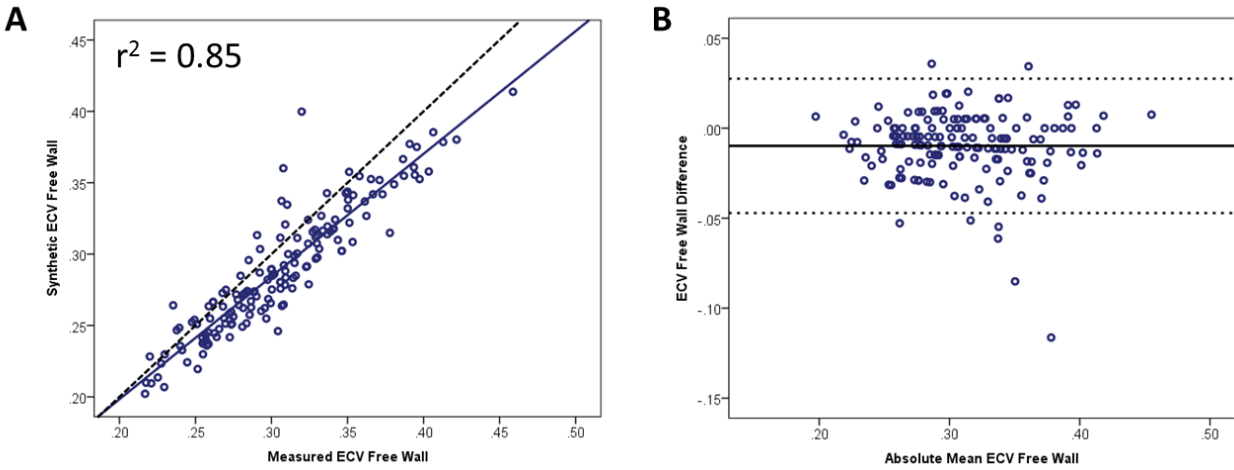 A
r² = 0.85
.45
.40
.35
.30
.25
.20
Synthetic ECV Free Wall
.20 .25 .30 .35 .40 .45 .50
Measured ECV Free Wall
B
.05
.00
-.05
-.10
-.15
ECV Free Wall Difference
.20 .30 .40 .50
Absolute Mean ECV Free Wall